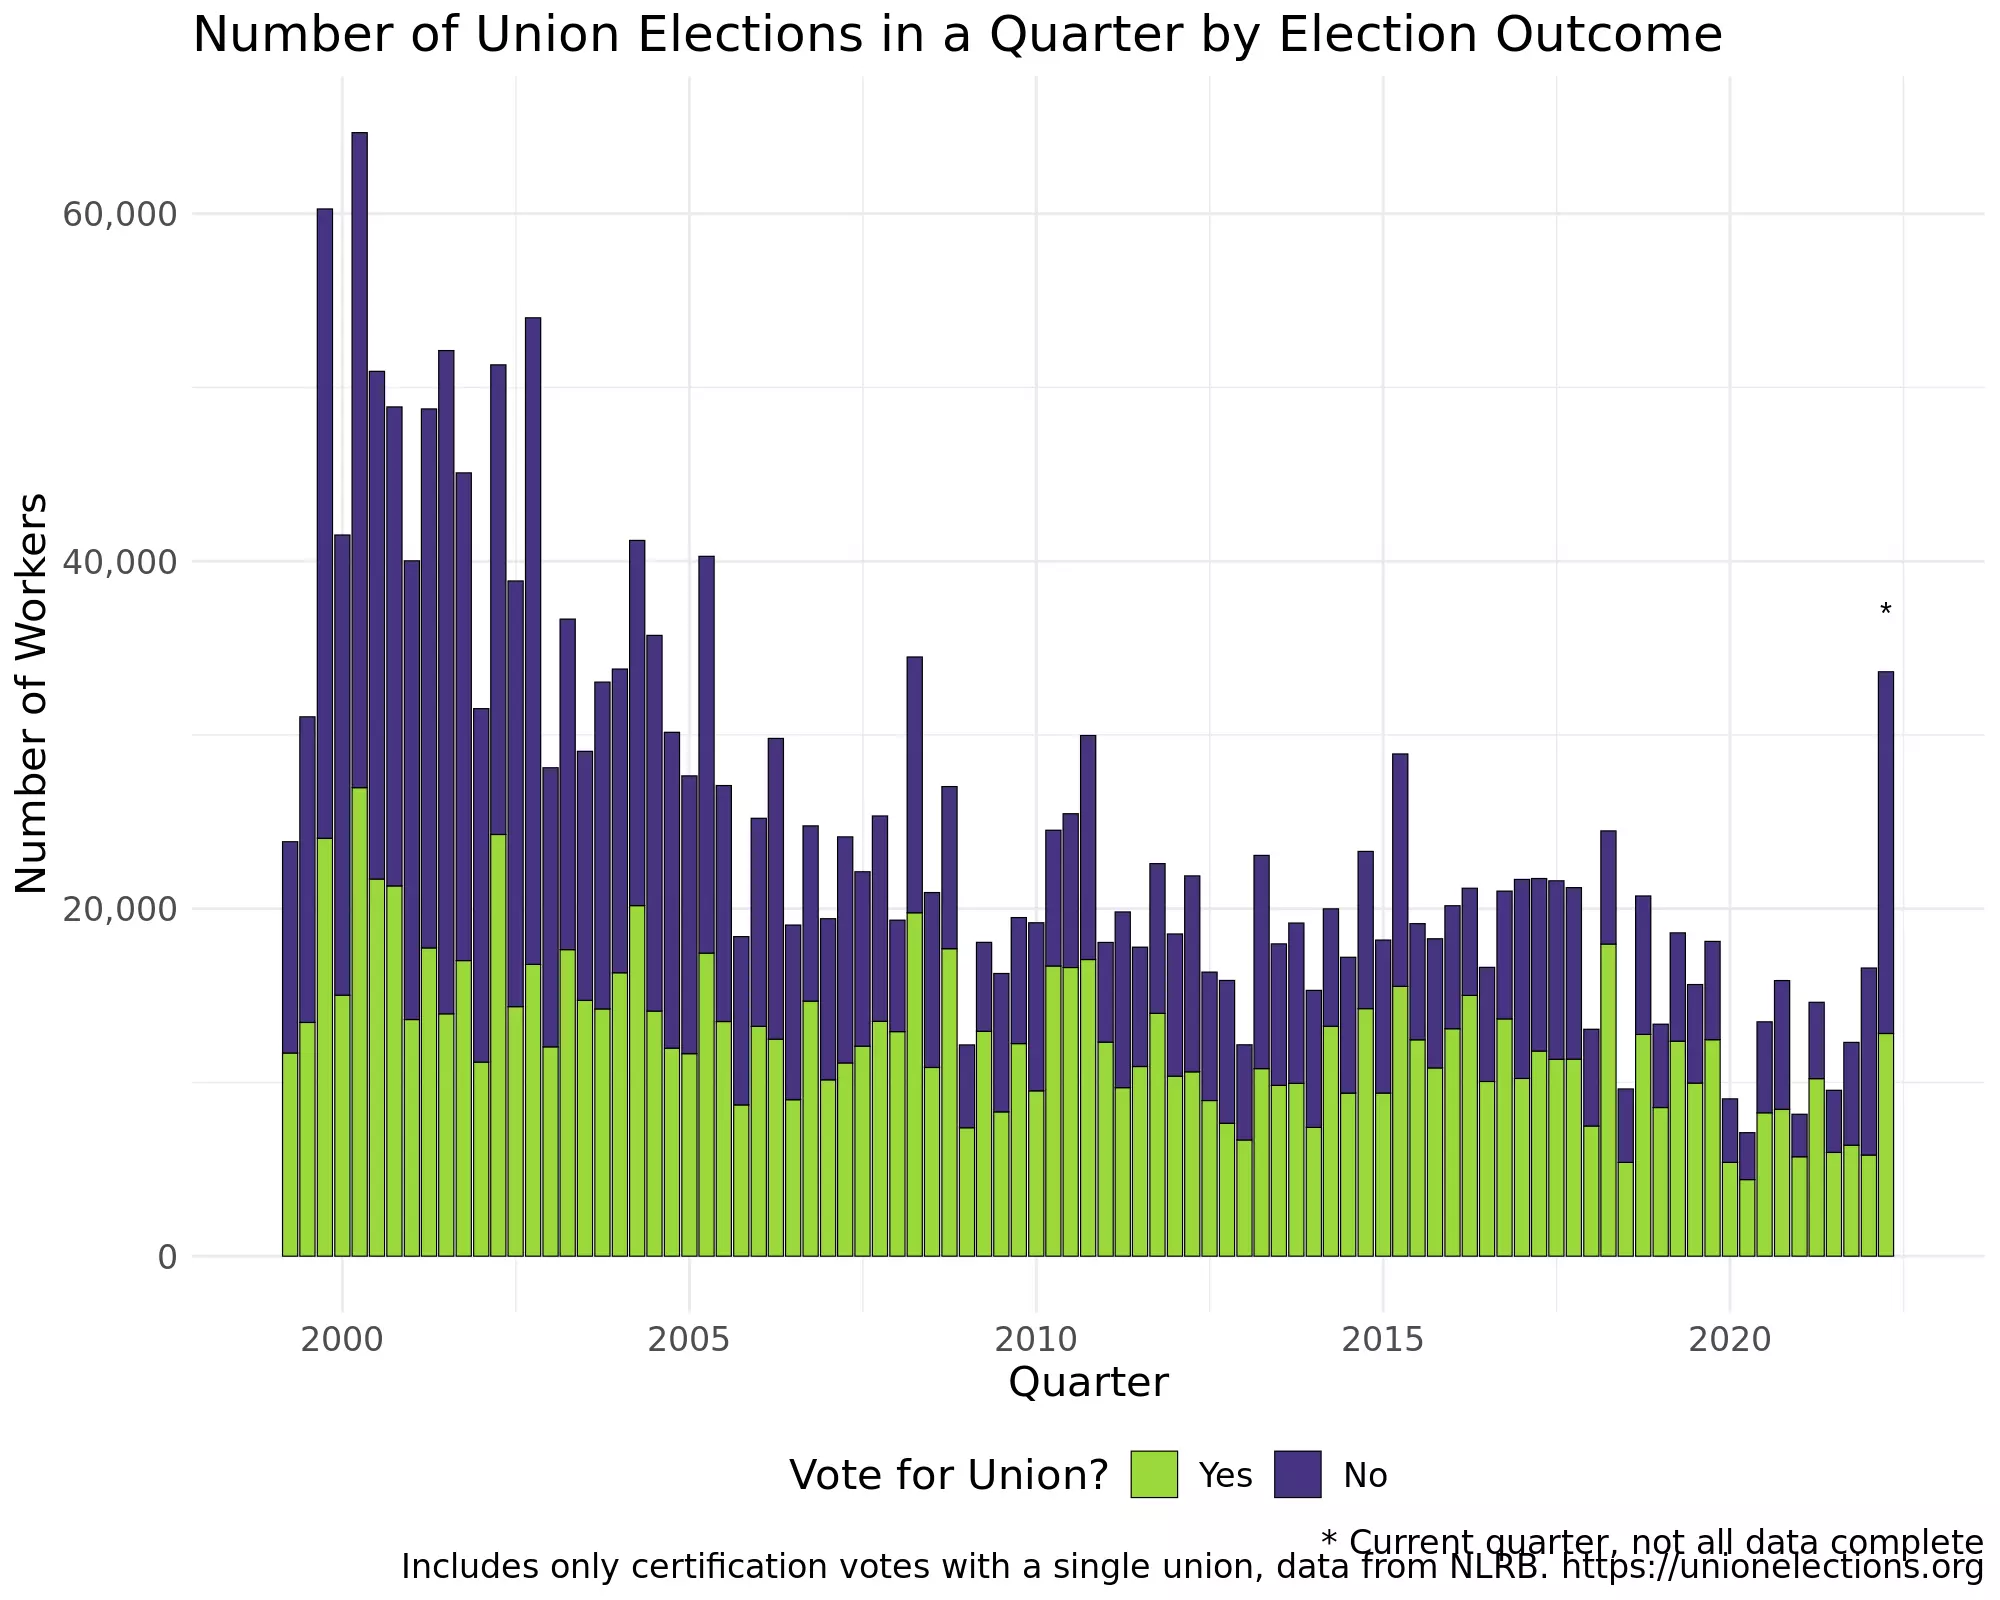 Number of Union Elections in a Quarter by Election Outcome
Number of Workers
60,000
40,000
20,000
0
*
2000 2005 2010 2015 2020
Quarter
Vote for Union? Yes No
* Current quarter, not all data complete
Includes only certification votes with a single union, data from NLRB. https://unionelections.org